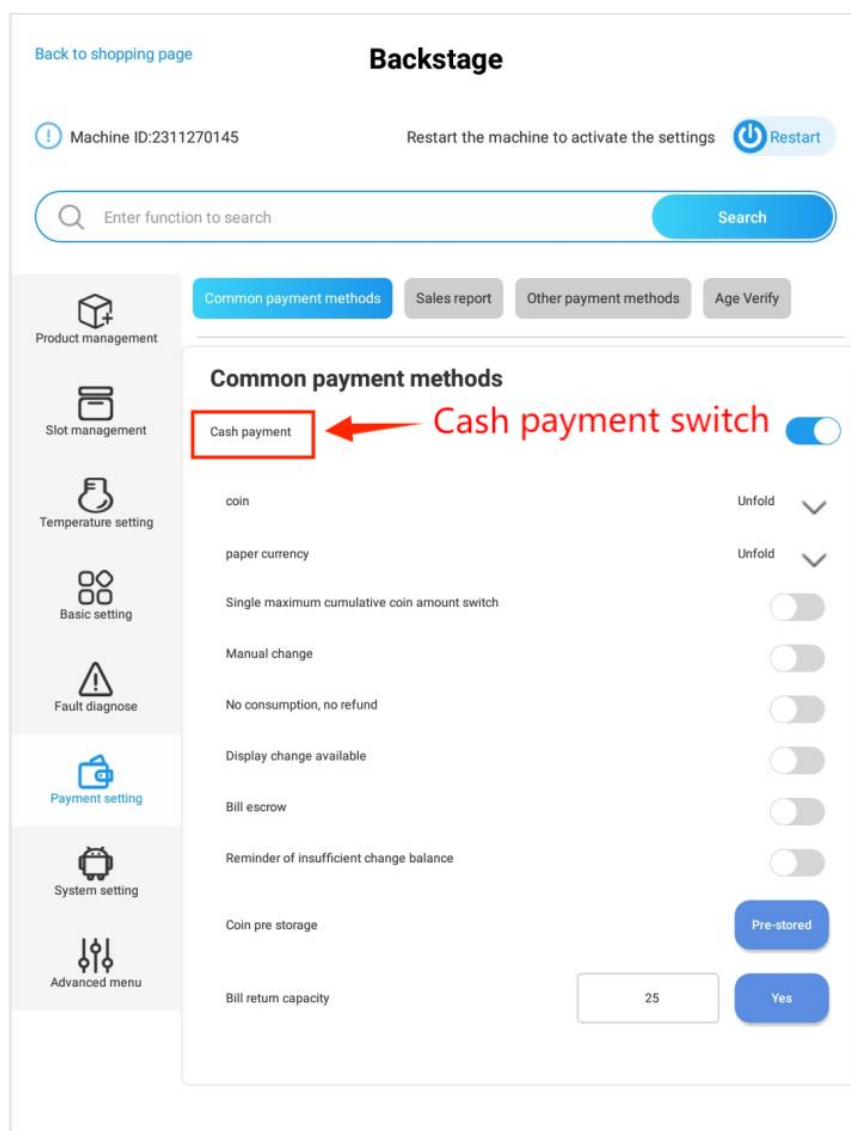 Back to shopping page
Backstage
Machine ID:2311270145
Restart the machine to activate the settings
Restart
Enter function to search
Search
Product management
Slot management
Temperature setting
Basic setting
Fault diagnose
Payment setting
System setting
Advanced menu
Common payment methods
Sales report
Other payment methods
Age Verify
Common payment methods
Cash payment
Cash payment switch
coin
Unfold
paper currency
Unfold
Single maximum cumulative coin amount switch
Manual change
No consumption, no refund
Display change available
Bill escrow
Reminder of insufficient change balance
Coin pre storage
Pre-stored
Bill return capacity
25
Yes